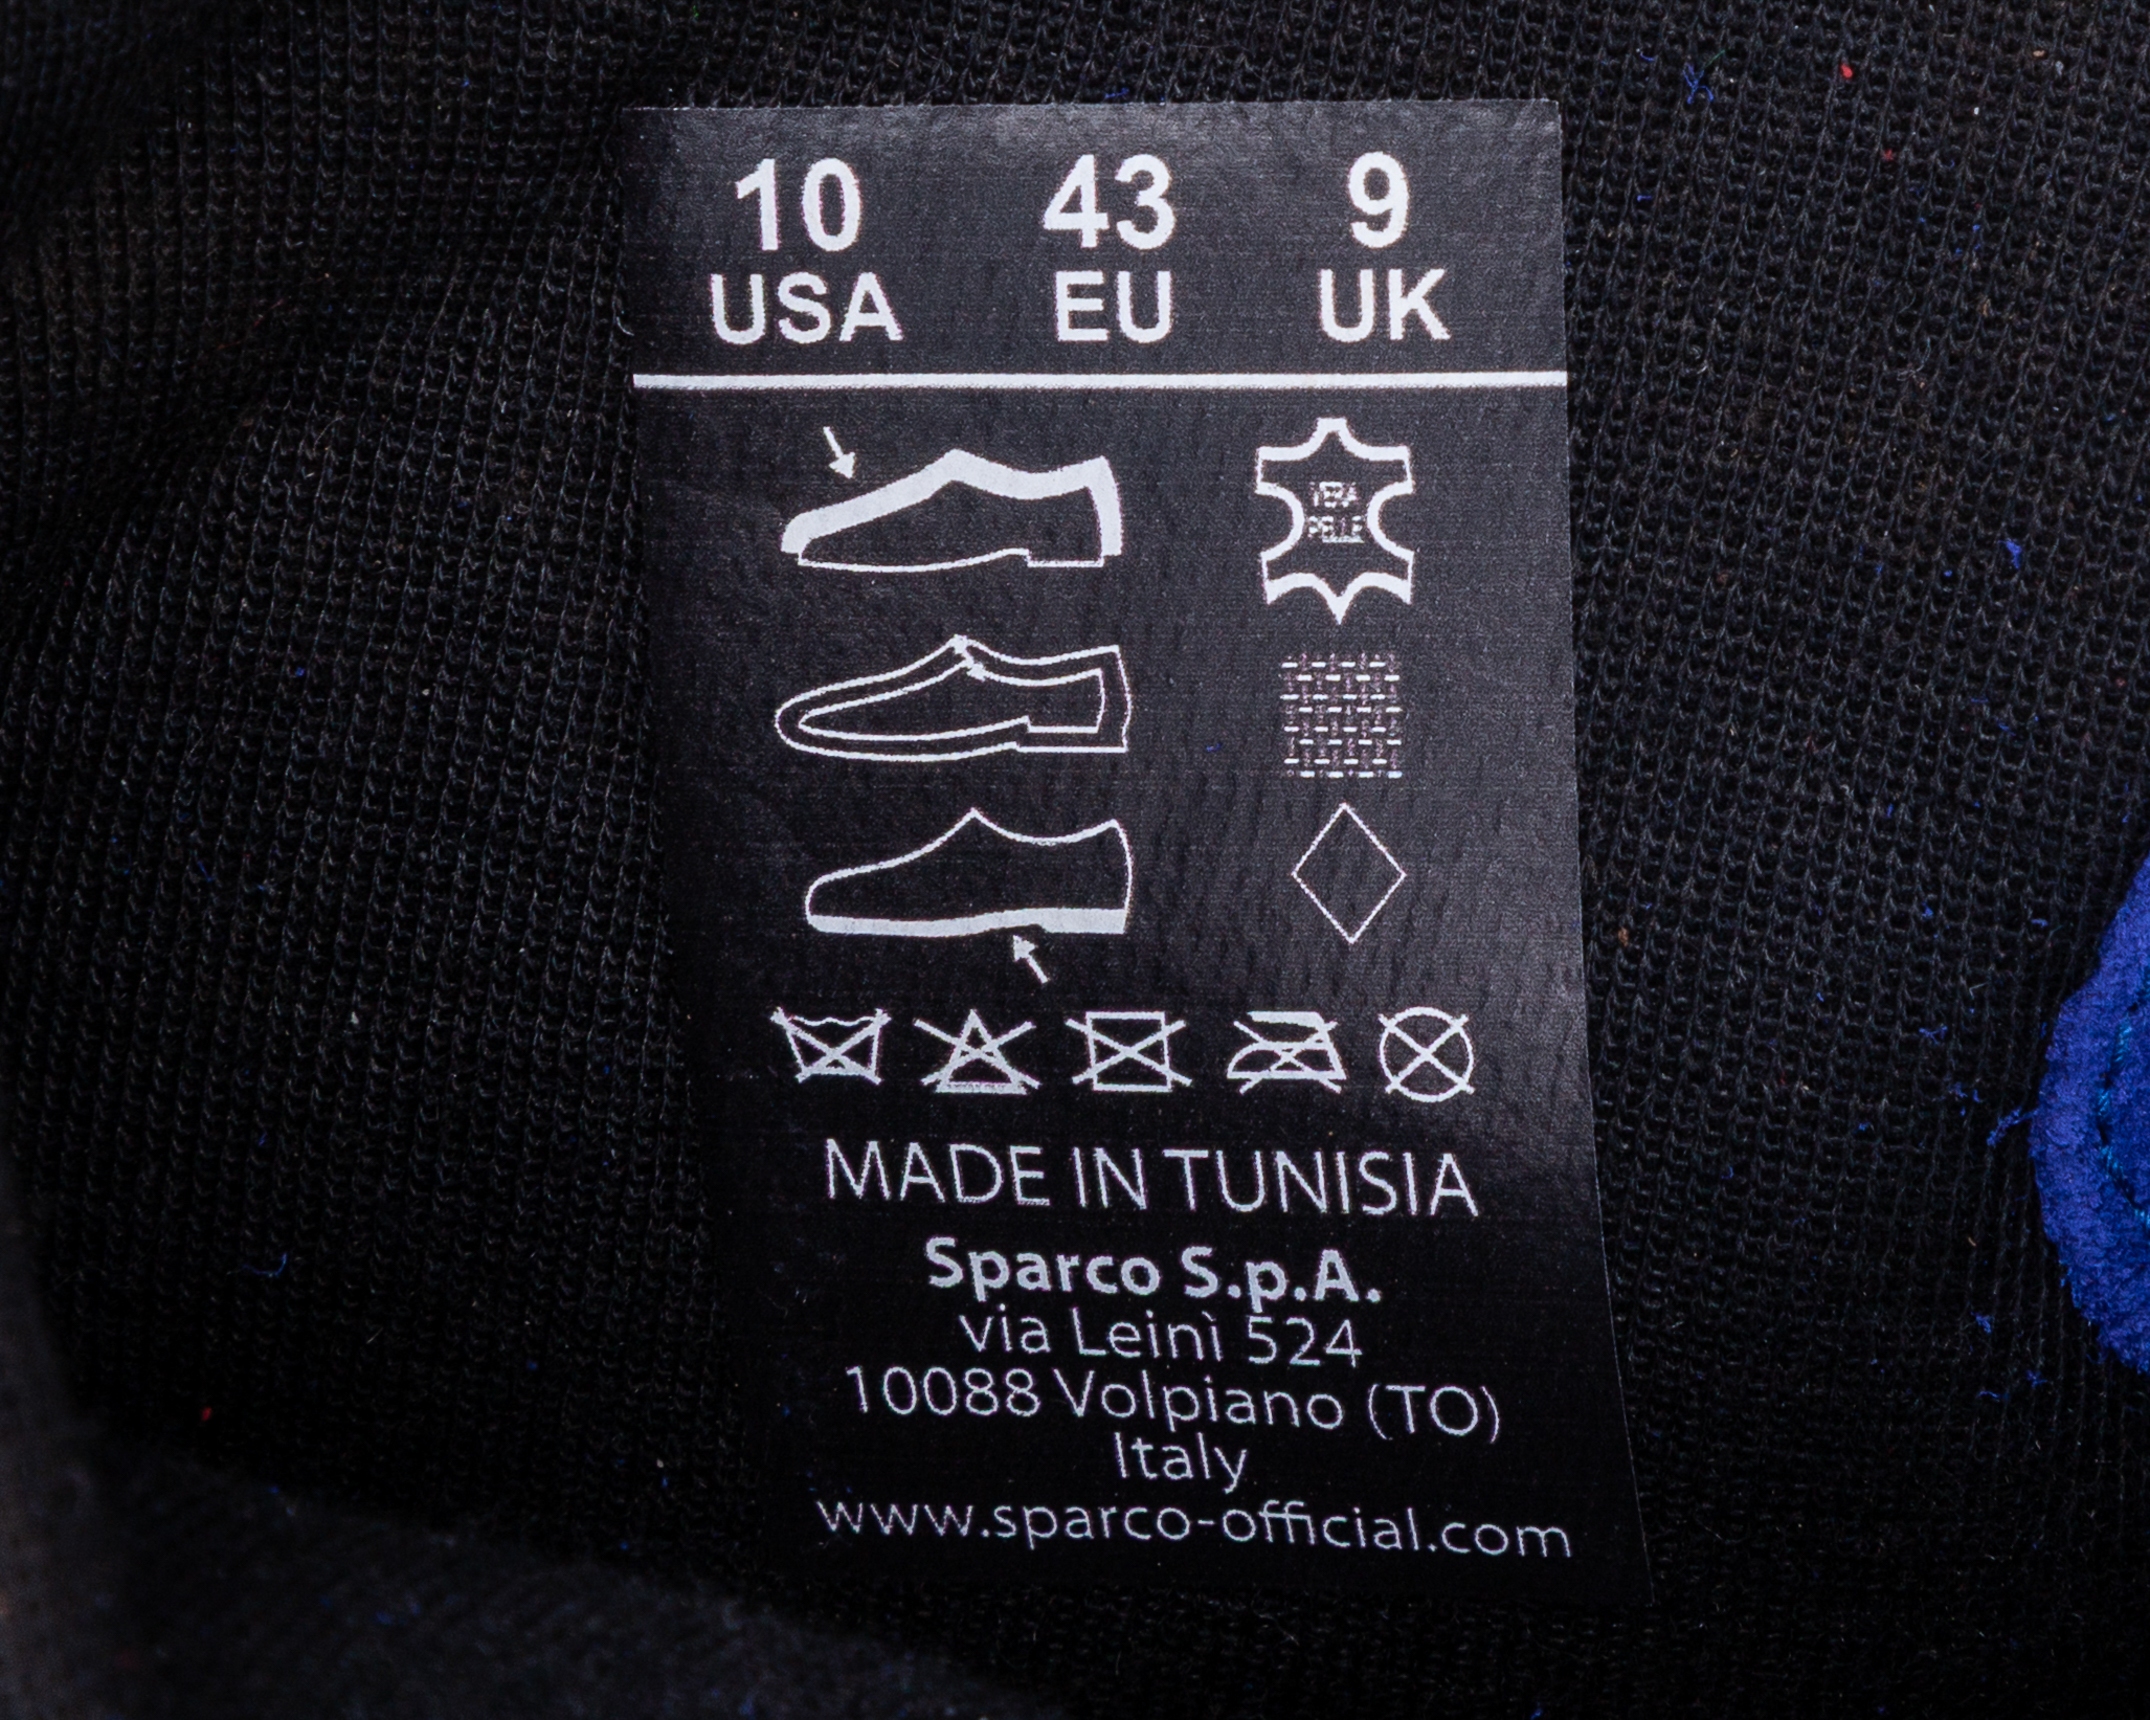 10 43 9
USA EU UK
VERA
PELLE
MADE IN TUNISIA
Sparco S.p.A.
via Leinì 524
10088 Volpiano (TO)
Italy
www.sparco-official.com